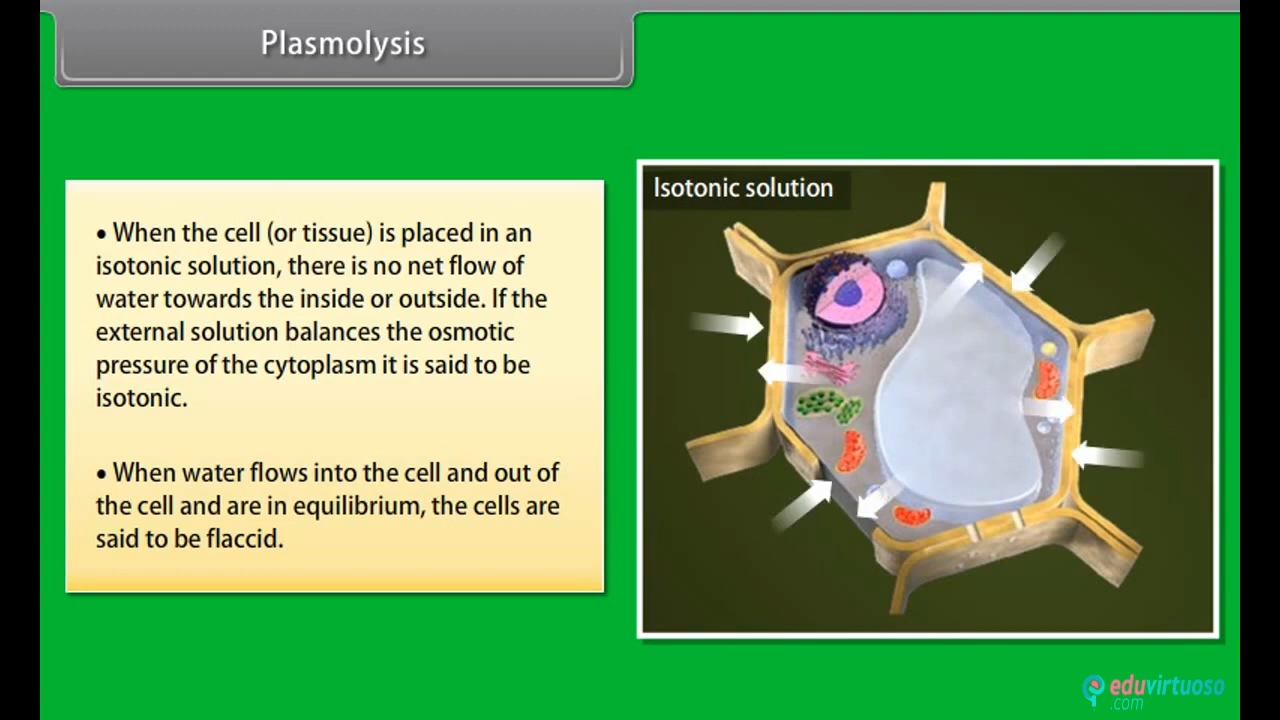 Plasmolysis
• When the cell (or tissue) is placed in an
isotonic solution, there is no net flow of
water towards the inside or outside. If the
external solution balances the osmotic
pressure of the cytoplasm it is said to be
isotonic.
• When water flows into the cell and out of
the cell and are in equilibrium, the cells are
said to be flaccid.
Isotonic solution
eduvirtuoso
.com